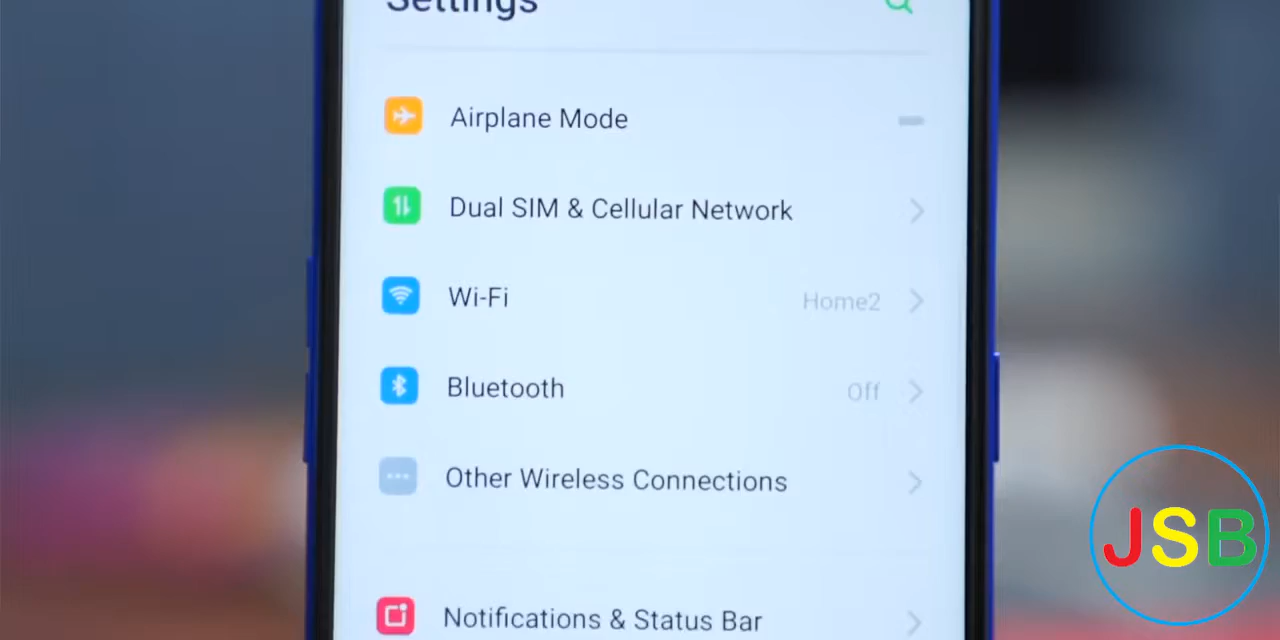 Settings
Airplane Mode
Dual SIM & Cellular Network
Wi-Fi Home2
Bluetooth Off
Other Wireless Connections
Notifications & Status Bar
JSB